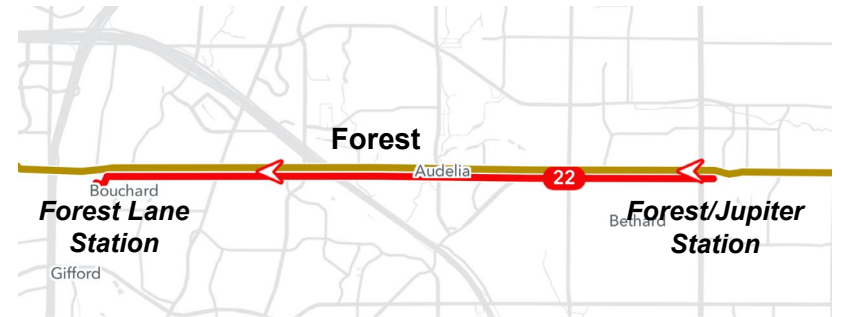 Forest
Audelia
22
Bouchard
Forest Lane
Station
Bethard
Forest/Jupiter
Station
Gifford